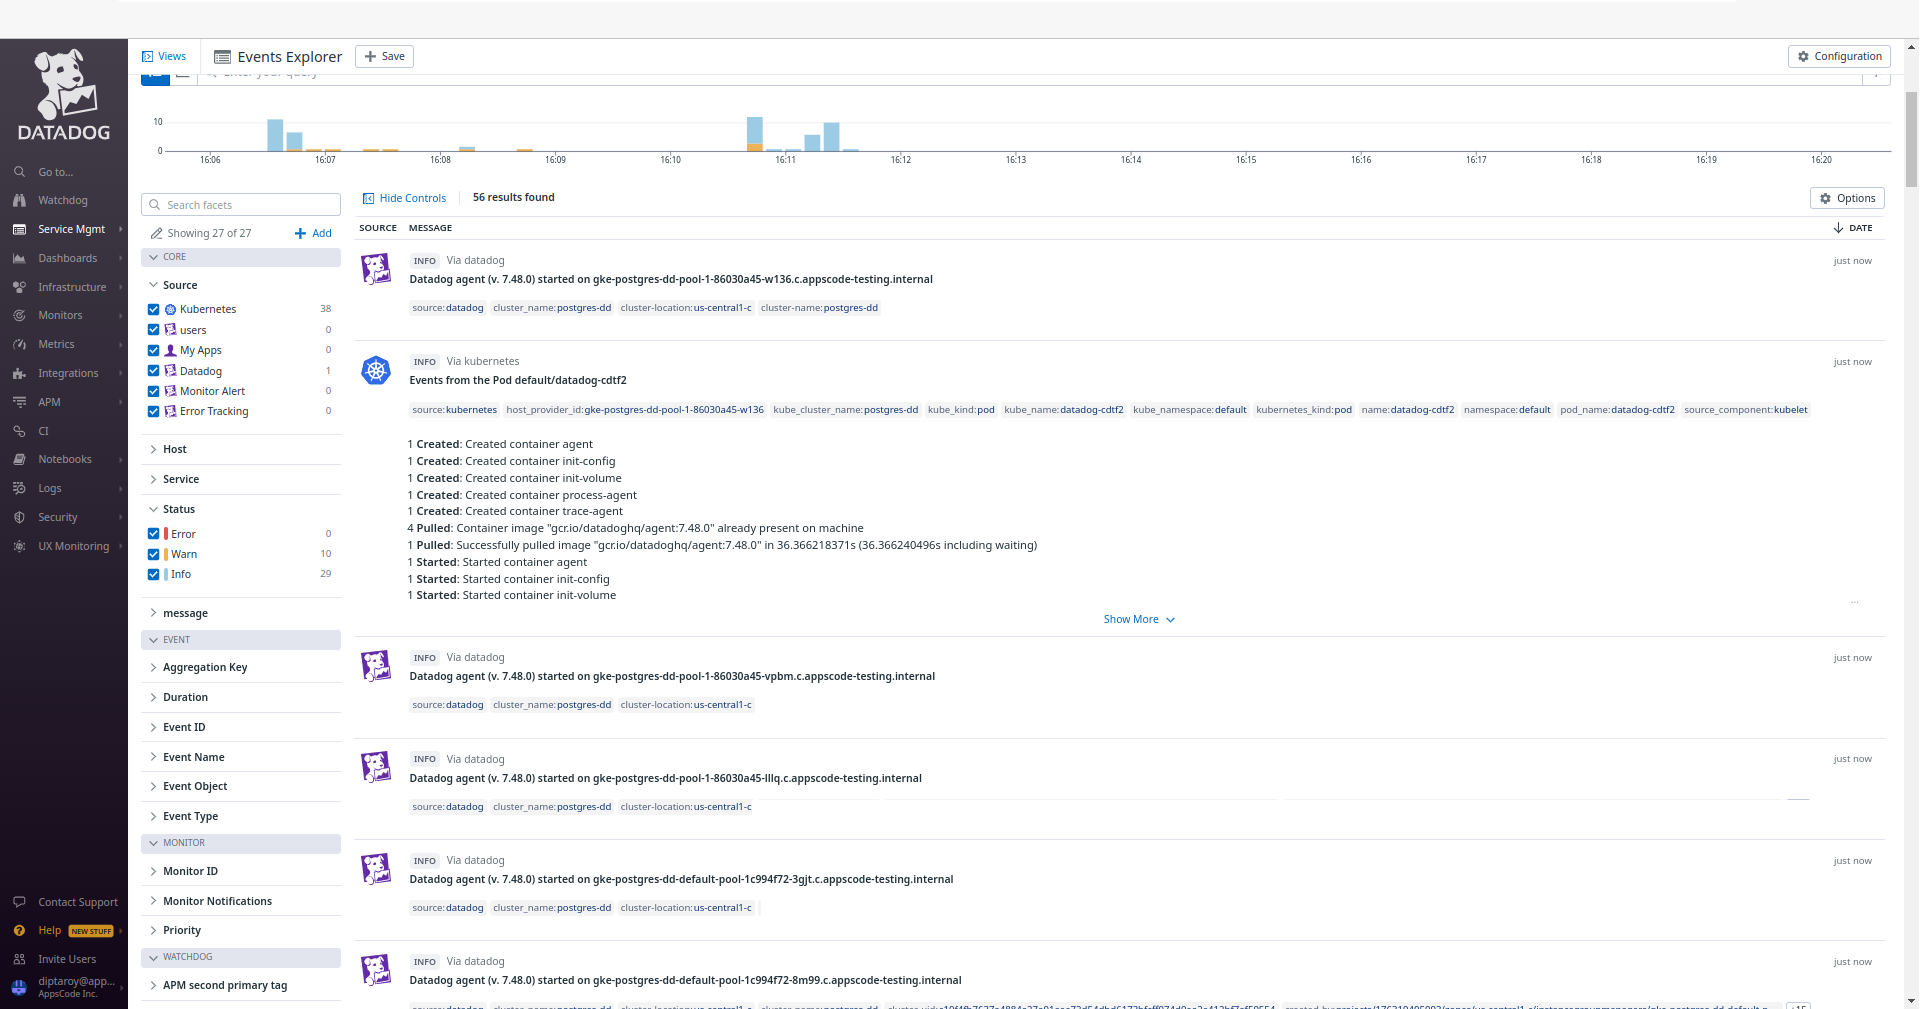 Views
Events Explorer
Save
Configuration
DATADOG
10
0
16:06 16:07 16:08 16:09 16:10 16:11 16:12 16:13 16:14 16:15 16:16 16:17 16:18 16:19 16:20
Go to...
Watchdog
Service Mgmt
Dashboards
Infrastructure
Monitors
Metrics
Integrations
APM
CI
Notebooks
Logs
Security
UX Monitoring
Contact Support
Help NEW STUFF
Invite Users
diptaroy@app...
AppsCode Inc.
Search facets
Showing 27 of 27
Add
CORE
Source
Kubernetes 38
users 0
My Apps 0
Datadog 1
Monitor Alert 0
Error Tracking 0
Host
Service
Status
Error 0
Warn 10
Info 29
message
EVENT
Aggregation Key
Duration
Event ID
Event Name
Event Object
Event Type
MONITOR
Monitor ID
Monitor Notifications
Priority
WATCHDOG
APM second primary tag
Hide Controls
56 results found
Options
SOURCE MESSAGE DATE
INFO Via datadog just now
Datadog agent (v. 7.48.0) started on gke-postgres-dd-pool-1-86030a45-w136.c.appscode-testing.internal
source:datadog cluster_name:postgres-dd cluster-location:us-central1-c cluster-name:postgres-dd
INFO Via kubernetes just now
Events from the Pod default/datadog-cdtf2
source:kubernetes host_provider_id:gke-postgres-dd-pool-1-86030a45-w136 kube_cluster_name:postgres-dd kube_kind:pod kube_name:datadog-cdtf2 kube_namespace:default kubernetes_kind:pod name:datadog-cdtf2 namespace:default pod_name:datadog-cdtf2 source_component:kubelet
1 Created: Created container agent
1 Created: Created container init-config
1 Created: Created container init-volume
1 Created: Created container process-agent
1 Created: Created container trace-agent
4 Pulled: Container image "gcr.io/datadoghq/agent:7.48.0" already present on machine
1 Pulled: Successfully pulled image "gcr.io/datadoghq/agent:7.48.0" in 36.366218371s (36.366240496s including waiting)
1 Started: Started container agent
1 Started: Started container init-config
1 Started: Started container init-volume
...
Show More
INFO Via datadog just now
Datadog agent (v. 7.48.0) started on gke-postgres-dd-pool-1-86030a45-vpbm.c.appscode-testing.internal
source:datadog cluster_name:postgres-dd cluster-location:us-central1-c
INFO Via datadog just now
Datadog agent (v. 7.48.0) started on gke-postgres-dd-pool-1-86030a45-lllq.c.appscode-testing.internal
source:datadog cluster_name:postgres-dd cluster-location:us-central1-c
INFO Via datadog just now
Datadog agent (v. 7.48.0) started on gke-postgres-dd-default-pool-1c994f72-3gjt.c.appscode-testing.internal
source:datadog cluster_name:postgres-dd cluster-location:us-central1-c
INFO Via datadog just now
Datadog agent (v. 7.48.0) started on gke-postgres-dd-default-pool-1c994f72-8m99.c.appscode-testing.internal